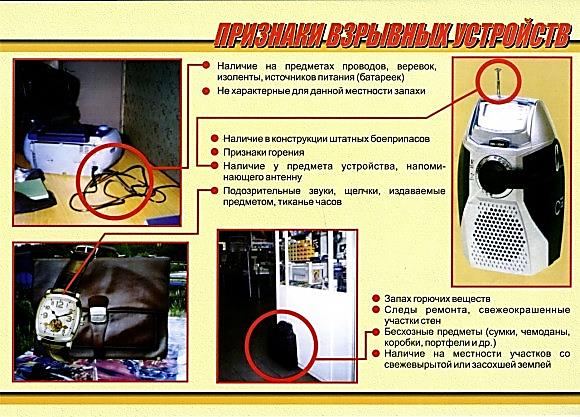 ПРИЗНАКИ ВЗРЫВНЫХ УСТРОЙСТВ
Наличие на предметах проводов, веревок,
изоленты, источников питания (батареек)
Не характерные для данной местности запахи
Наличие в конструкции штатных боеприпасов
Признаки горения
Наличие у предмета устройства, напоми-
нающего антенну
Подозрительные звуки, щелчки, издаваемые
предметом, тиканье часов
Запах горючих веществ
Следы ремонта, свежеокрашенные
участки стен
Бесхозные предметы (сумки, чемоданы,
коробки, портфели и др.)
Наличие на местности участков со
свежевырытой или засохшей землей